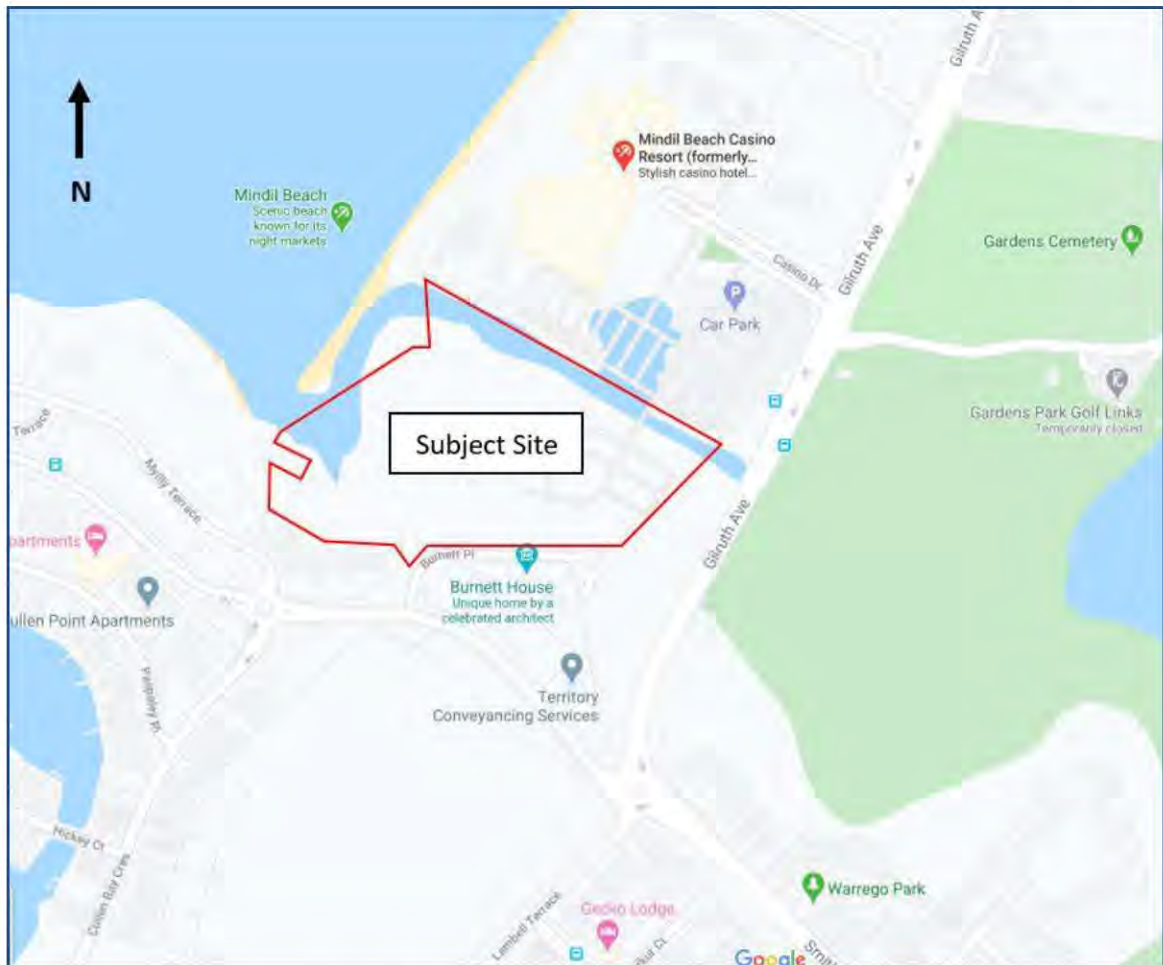 Gilruth Ave
N
Mindil Beach Casino
Resort (formerly...
Stylish casino hotel...
Mindil Beach
Scenic beach
known for its
night markets
Gilruth Ave
Gardens Cemetery
Casino Dr
P
Car Park
Gardens Park Golf Links
Temporarily closed
Subject Site
Terrace
Myilly Terrace
partments
Burnett Pl
Burnett House
Unique home by a
celebrated architect
Gilruth Ave
ullen Point Apartments
Territory
Conveyancing Services
Hickey Ct
Cullen Bay Cres
Warrego Park
Gecko Lodge
Lambell Terrace
Google
Smit